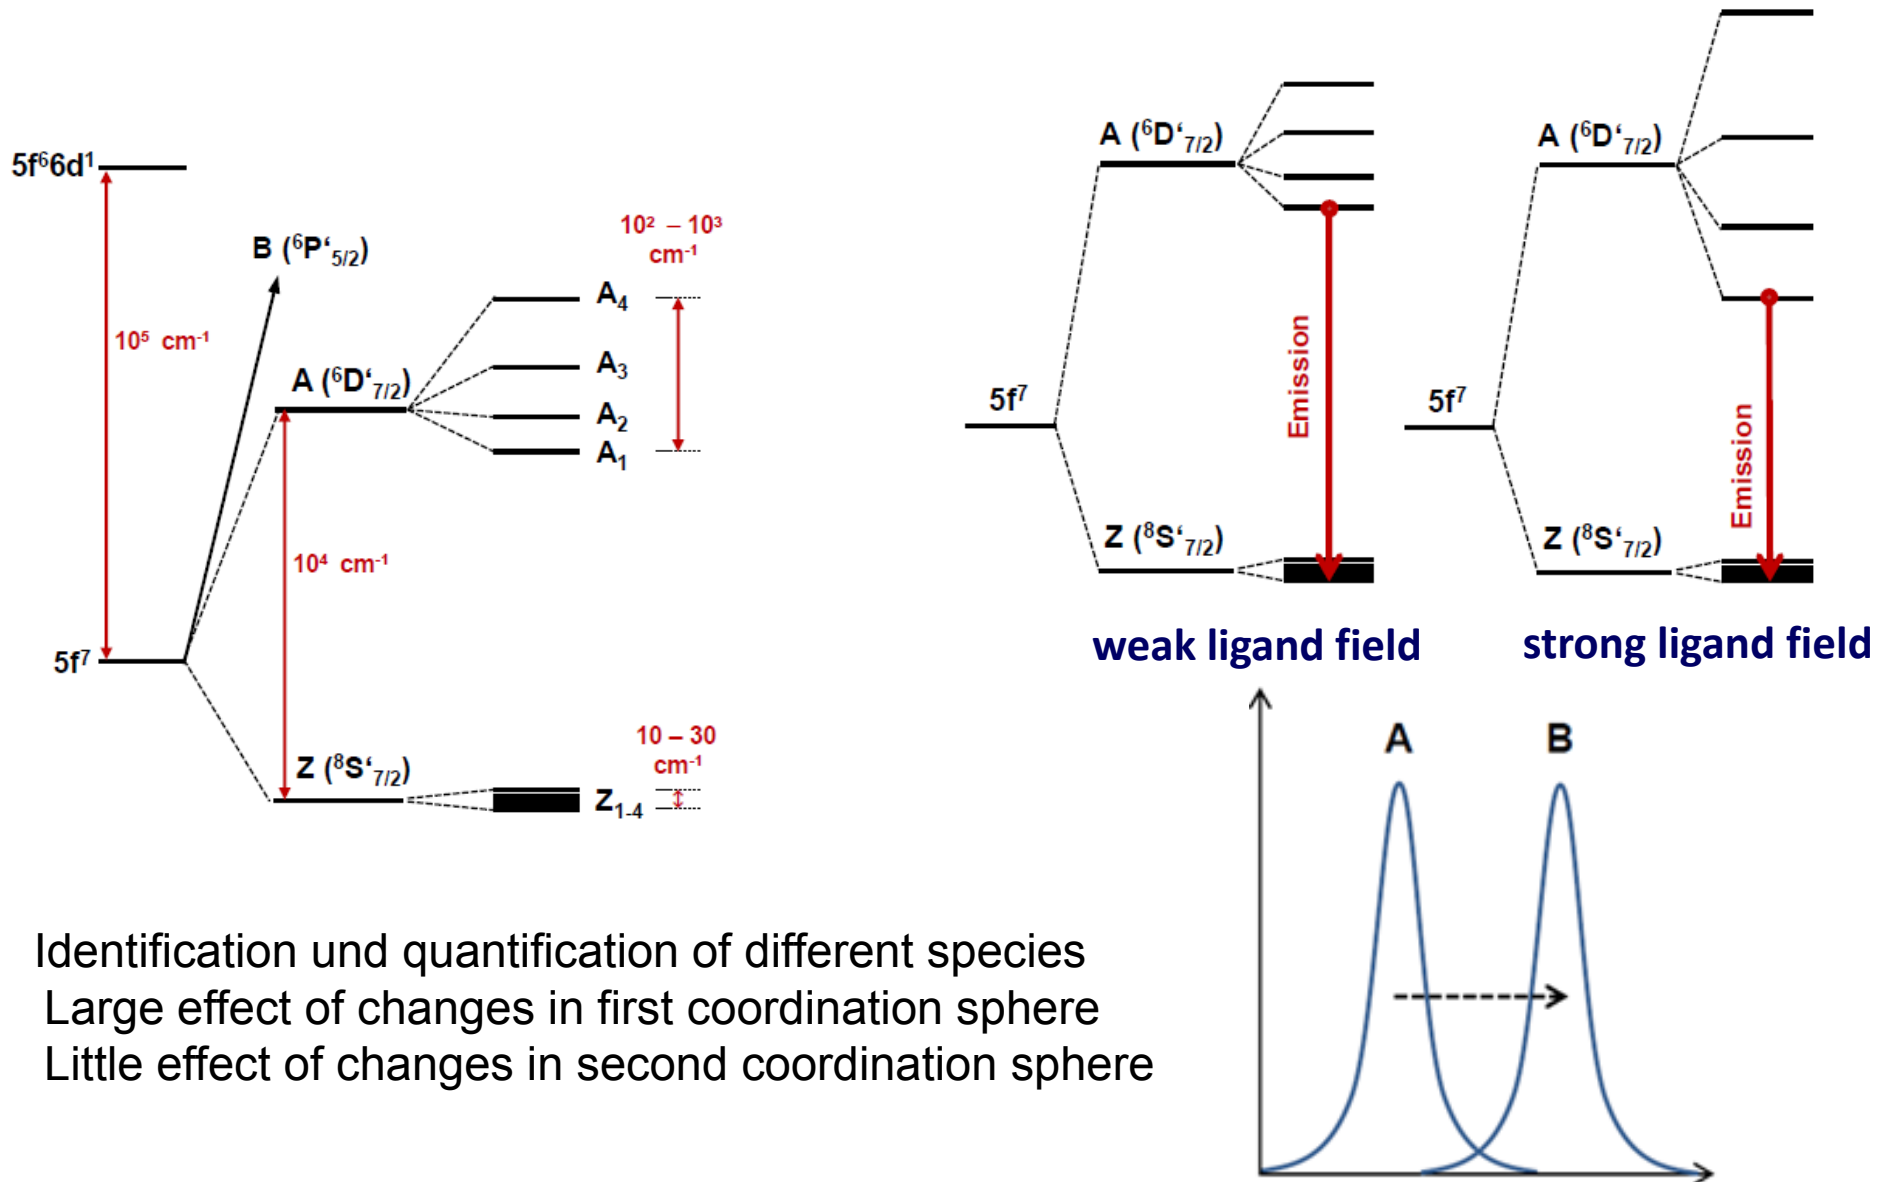 5f⁶6d¹
10⁵ cm⁻¹
5f⁷
B (⁶P‘₅/₂)
A (⁶D‘₇/₂)
10⁴ cm⁻¹
Z (⁸S‘₇/₂)
10² – 10³
cm⁻¹
A₄
A₃
A₂
A₁
10 – 30
cm⁻¹
Z₁₋₄
5f⁷
A (⁶D‘₇/₂)
Emission
Z (⁸S‘₇/₂)
weak ligand field
5f⁷
A (⁶D‘₇/₂)
Emission
Z (⁸S‘₇/₂)
strong ligand field
A
B
Identification und quantification of different species
Large effect of changes in first coordination sphere
Little effect of changes in second coordination sphere